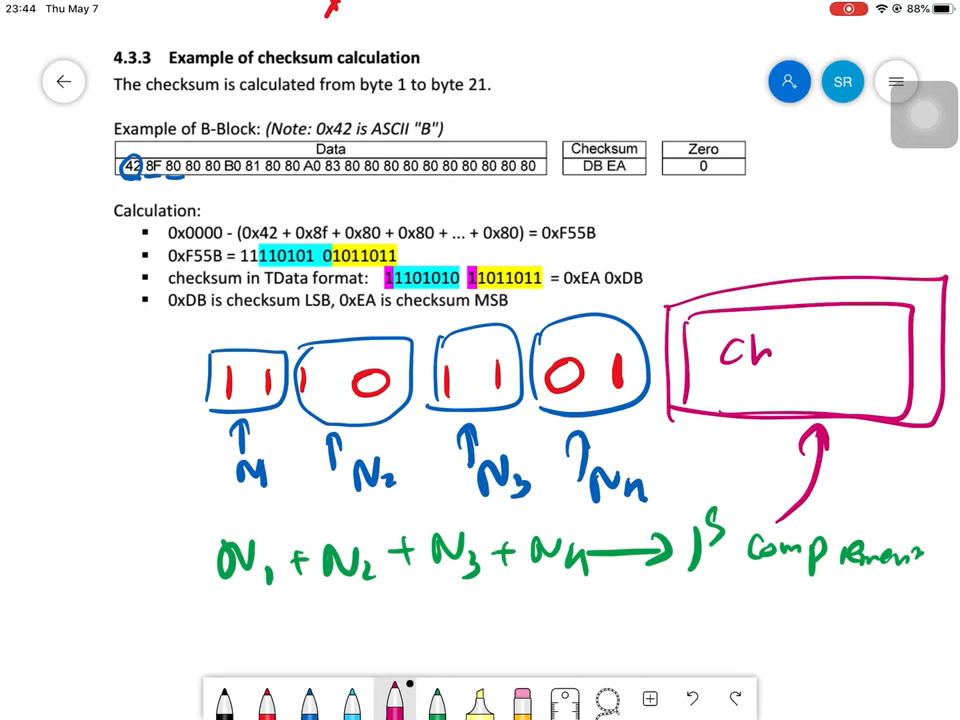 23:44 Thu May 7
88%
4.3.3 Example of checksum calculation
The checksum is calculated from byte 1 to byte 21.
SR
Example of B-Block: (Note: 0x42 is ASCII "B")
Data Checksum Zero
42 8F 80 80 80 B0 81 80 80 A0 83 80 80 80 80 80 80 80 80 80 80 DB EA 0
Calculation:
▪ 0x0000 - (0x42 + 0x8f + 0x80 + 0x80 + ... + 0x80) = 0xF55B
▪ 0xF55B = 11110101 01011011
▪ checksum in TData format: 11101010 11011011 = 0xEA 0xDB
▪ 0xDB is checksum LSB, 0xEA is checksum MSB
11 10 11 01 Ch
N1 N2 N3 Nn
N1 + N2 + N3 + Nn → 1's complement